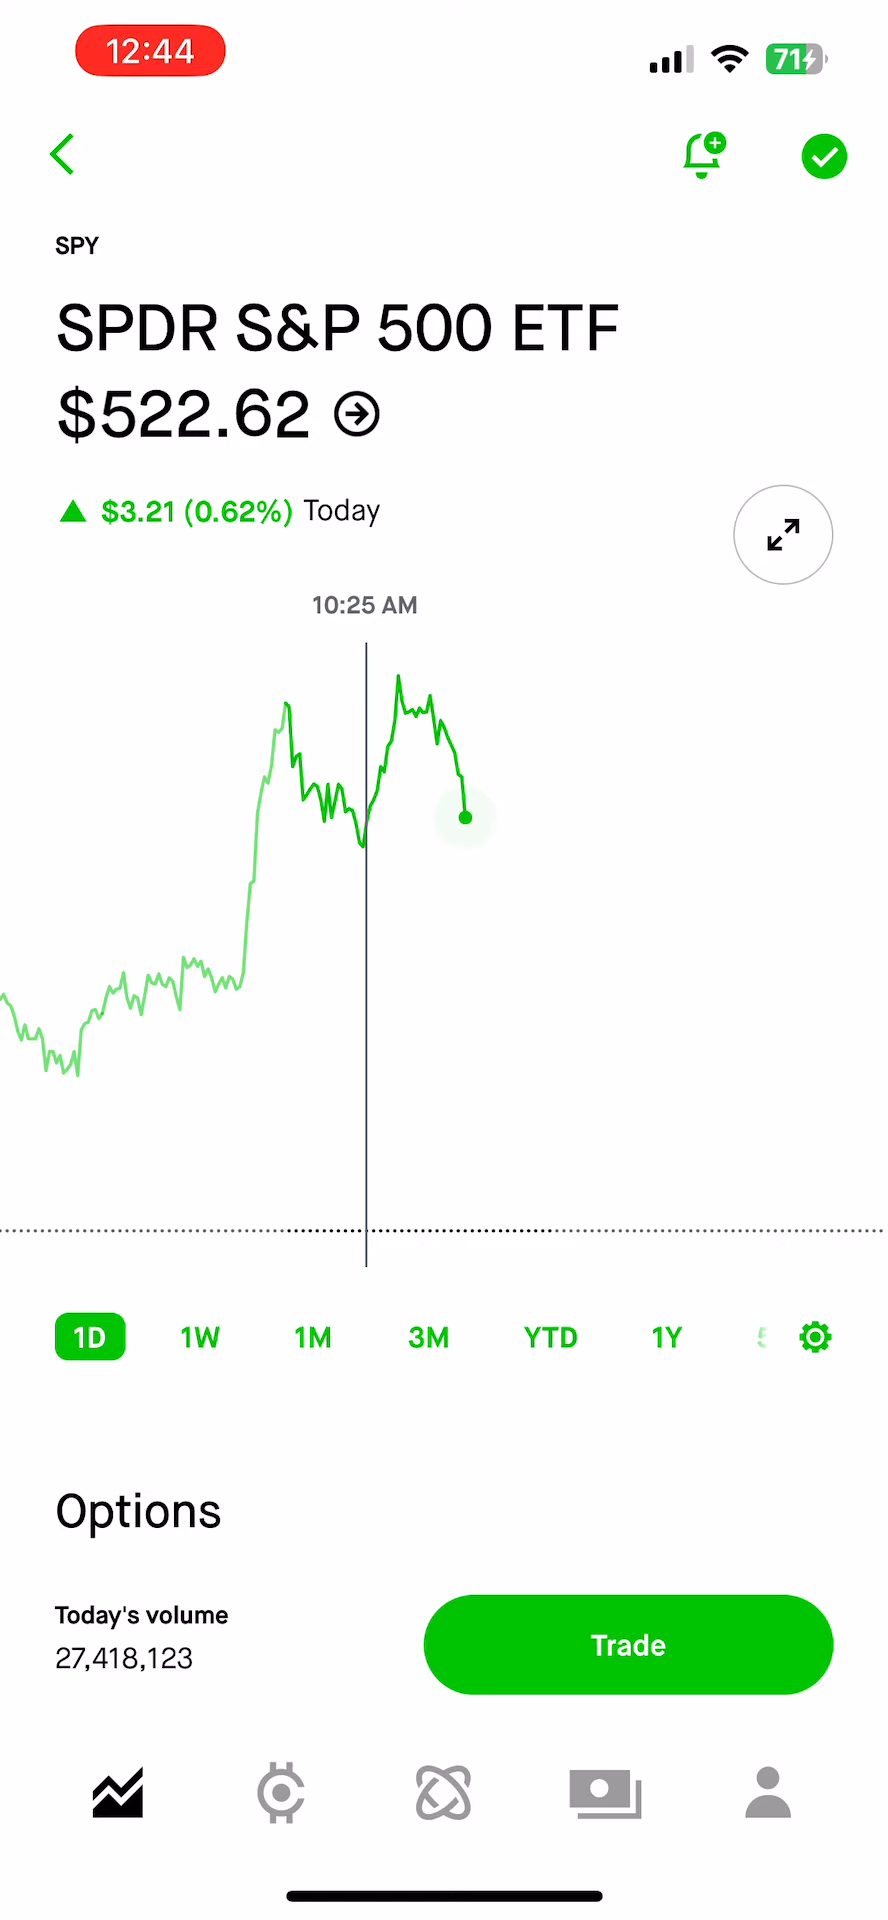 12:44
71
SPY
SPDR S&P 500 ETF
$522.62
$3.21 (0.62%) Today
10:25 AM
1D 1W 1M 3M YTD 1Y 5
Options
Today's volume
27,418,123
Trade